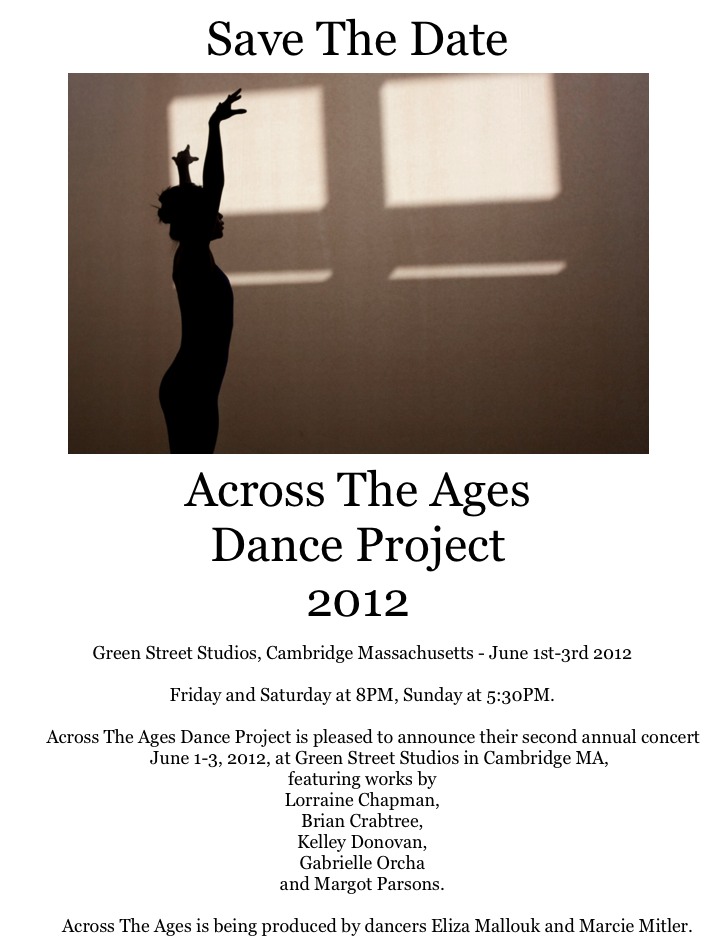 Save The Date
Across The Ages
Dance Project
2012
Green Street Studios, Cambridge Massachusetts - June 1st-3rd 2012
Friday and Saturday at 8PM, Sunday at 5:30PM.
Across The Ages Dance Project is pleased to announce their second annual concert
June 1-3, 2012, at Green Street Studios in Cambridge MA,
featuring works by
Lorraine Chapman,
Brian Crabtree,
Kelley Donovan,
Gabrielle Orcha
and Margot Parsons.
Across The Ages is being produced by dancers Eliza Mallouk and Marcie Mitler.